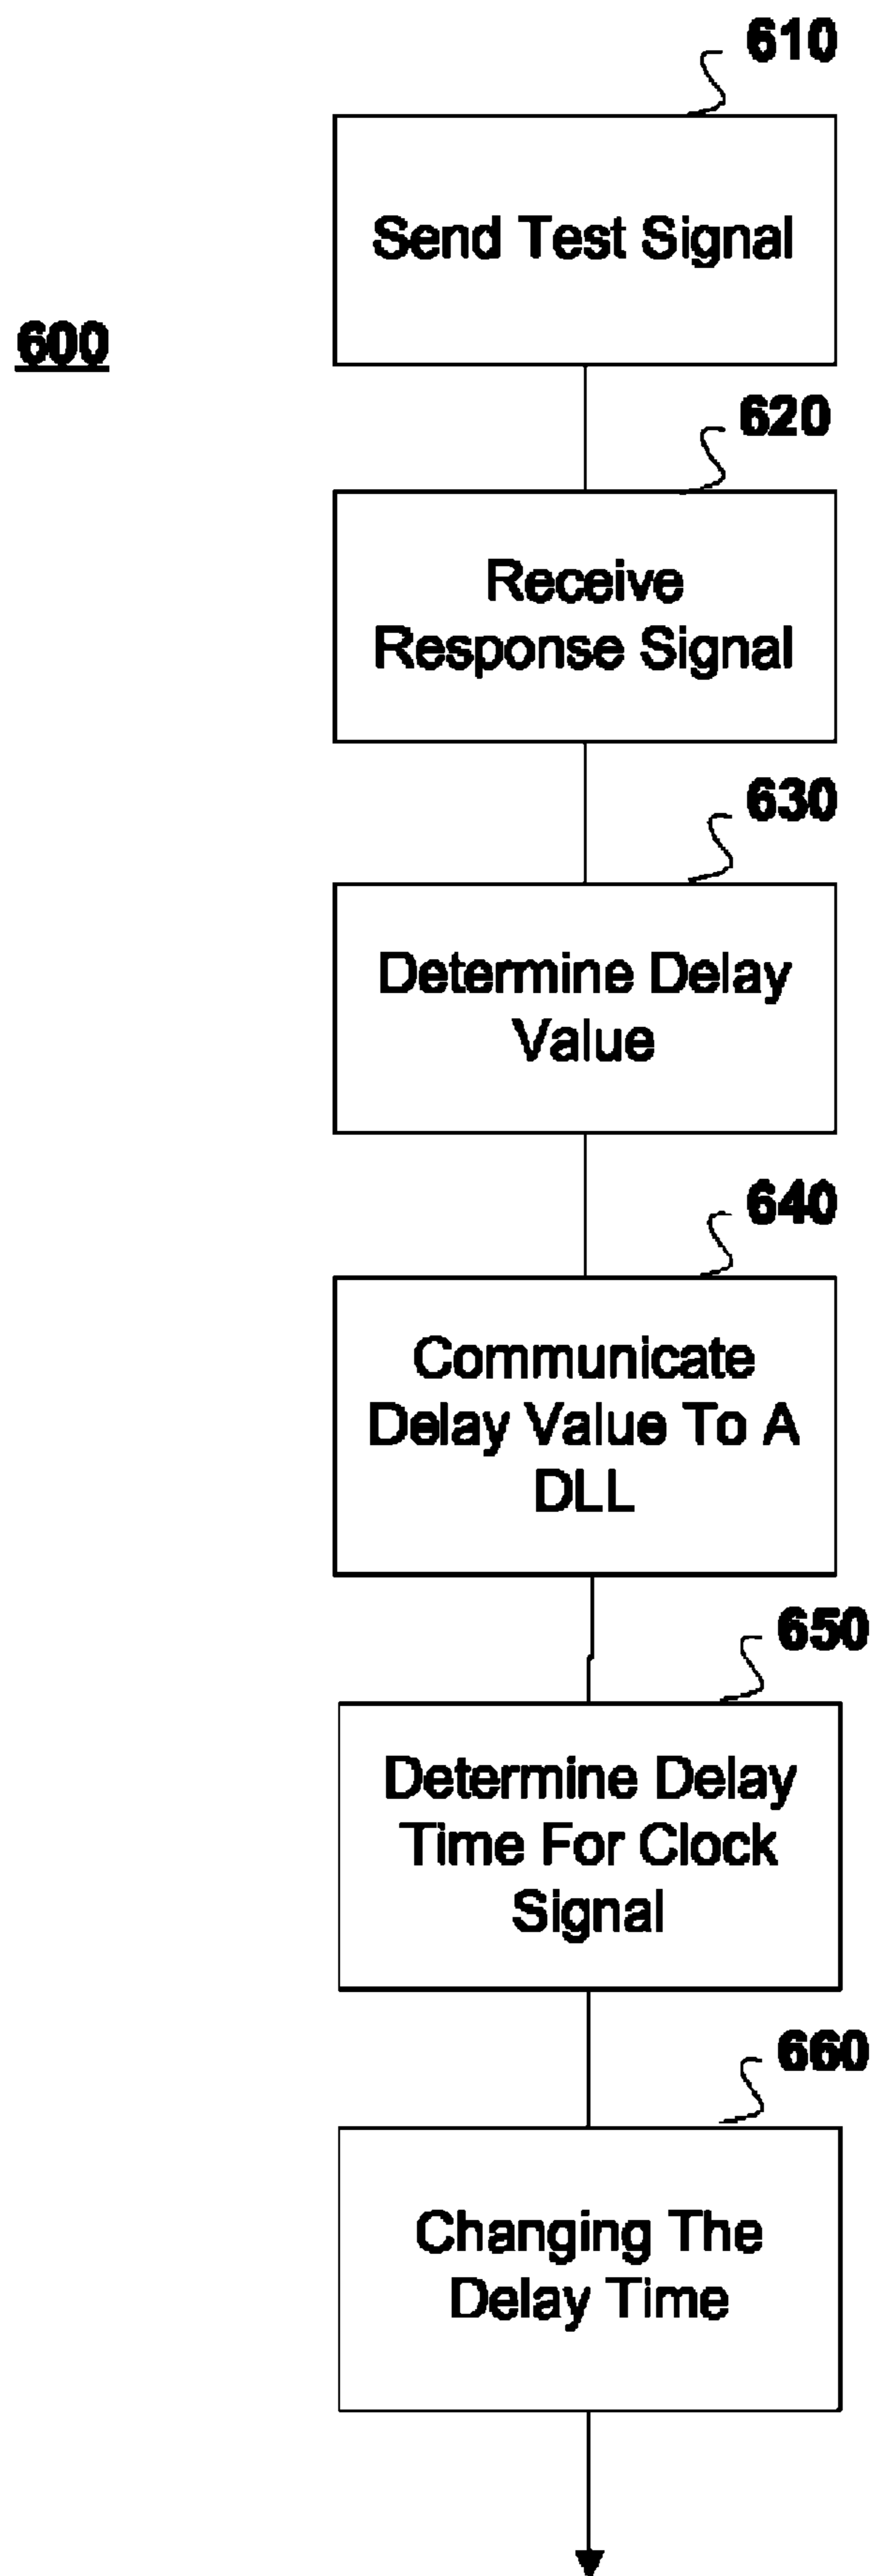 610
Send Test Signal
600
620
Receive
Response Signal
630
Determine Delay
Value
640
Communicate
Delay Value To A
DLL
650
Determine Delay
Time For Clock
Signal
660
Changing The
Delay Time